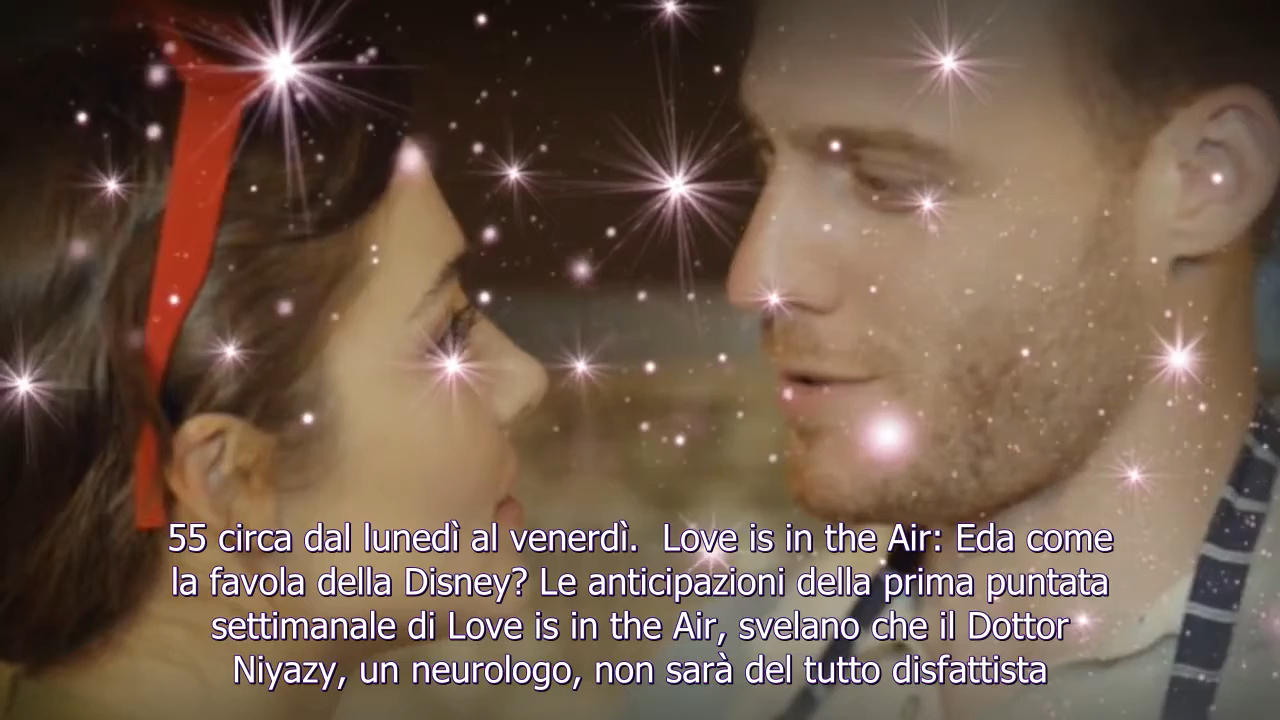 55 circa dal lunedì al venerdì.  Love is in the Air: Eda come
la favola della Disney? Le anticipazioni della prima puntata
settimanale di Love is in the Air, svelano che il Dottor
Niyazy, un neurologo, non sarà del tutto disfattista